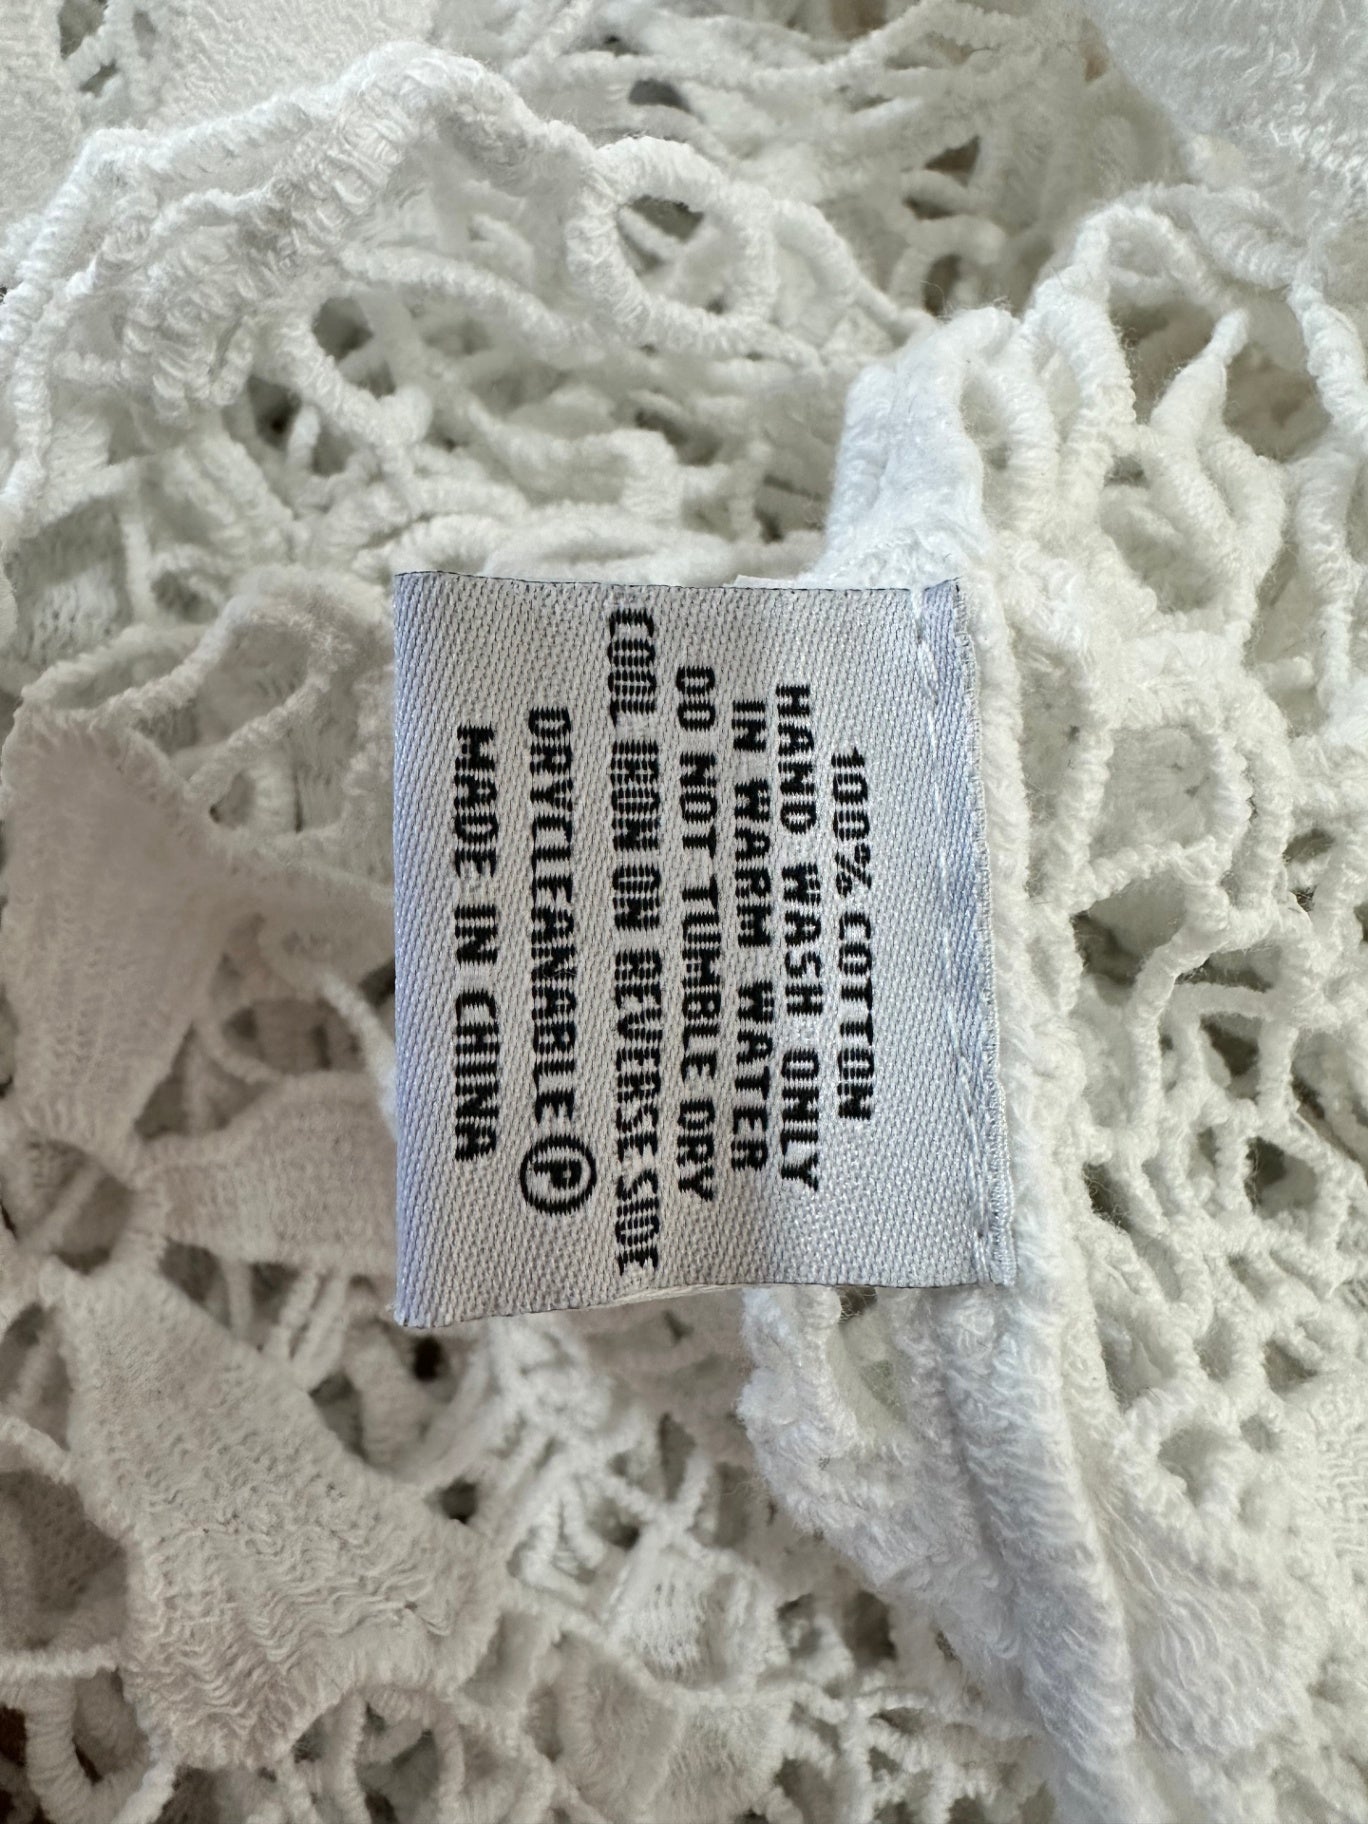 100% COTTON
HAND WASH ONLY
IN WARM WATER
DO NOT TUMBLE DRY
COOL IRON ON REVERSE SIDE
DRYCLEANABLE Ⓟ
MADE IN CHINA